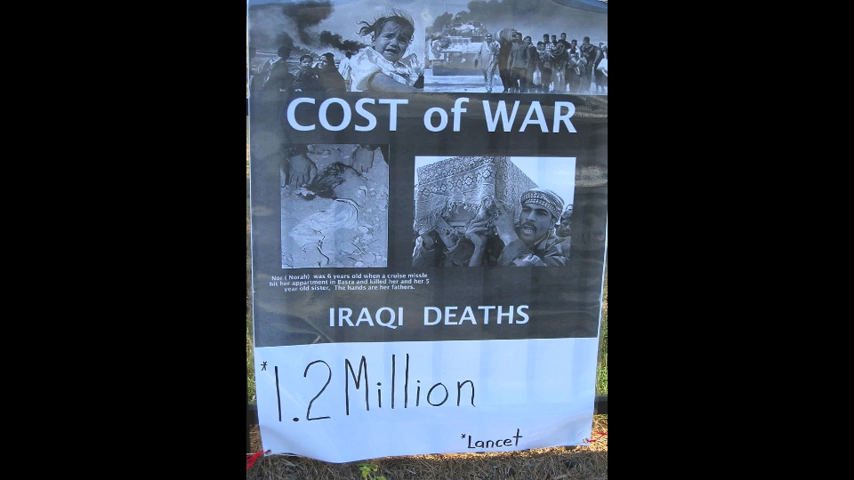 COST of WAR
Nor ( Norah) was 6 years old when a cruise missle
hit her appartment in Basra and killed her and her 5
year old sister. The hands are her fathers.
IRAQI DEATHS
*1.2 Million
*Lancet